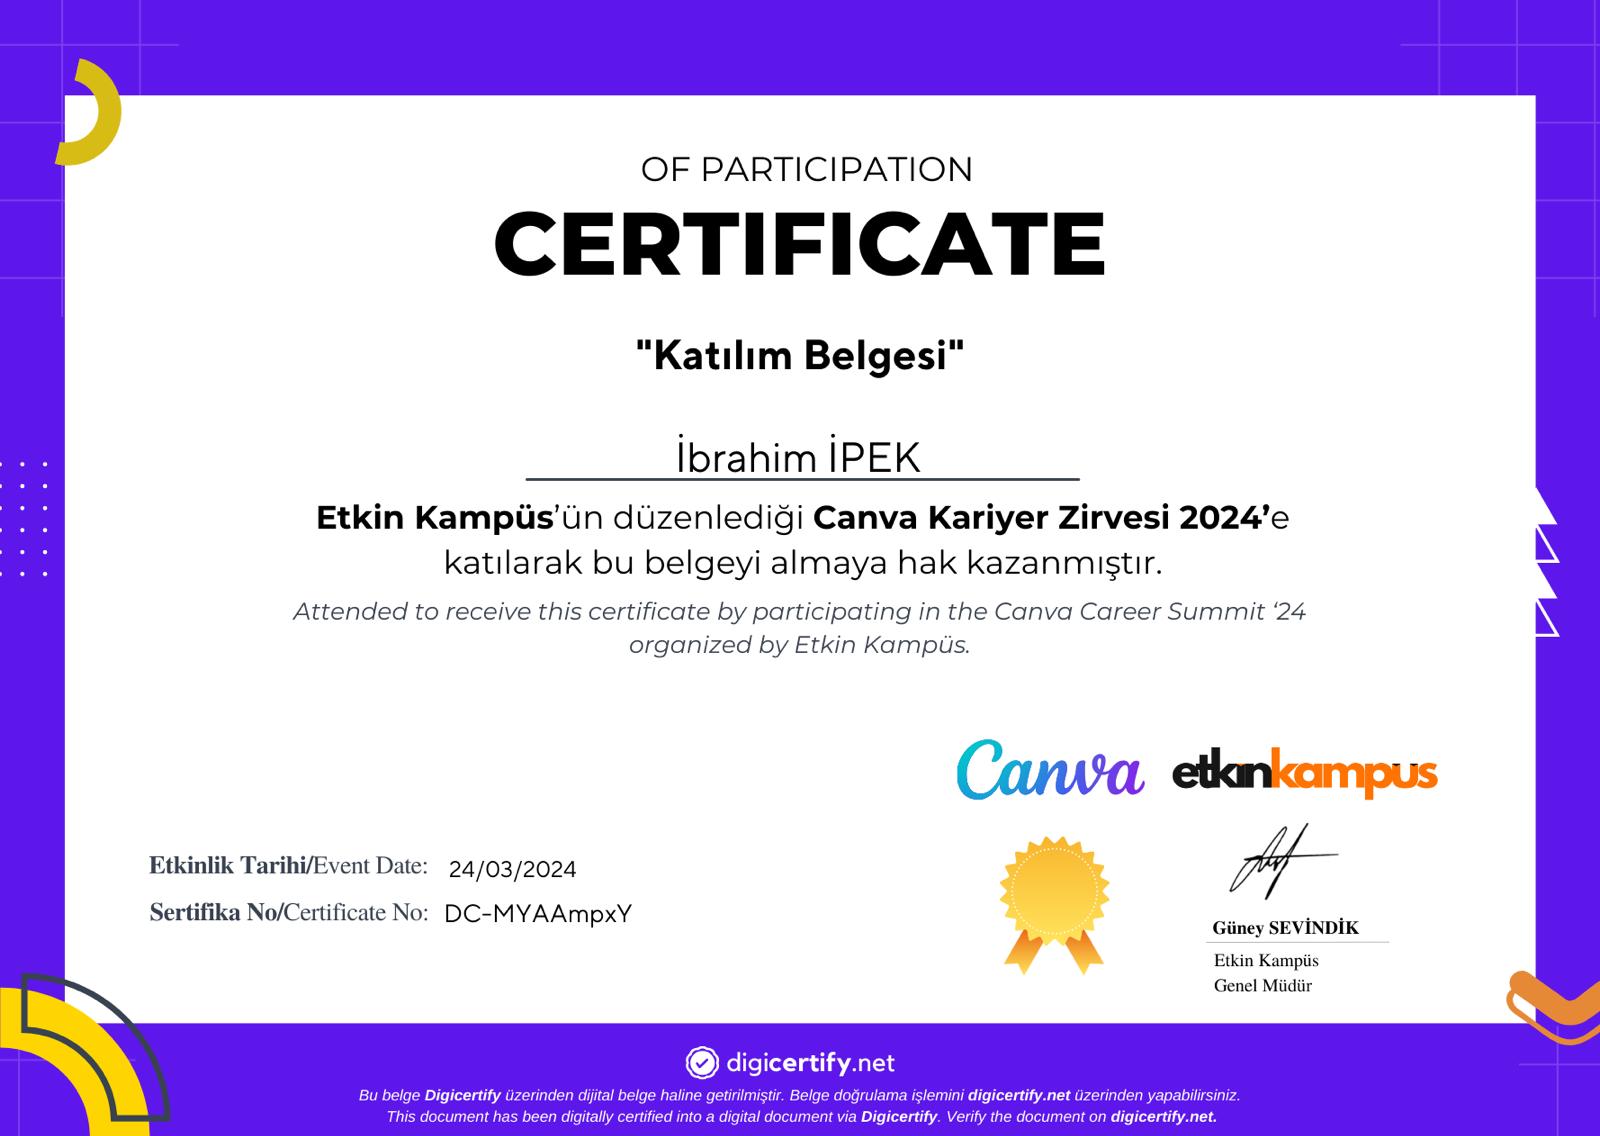 OF PARTICIPATION
CERTIFICATE
"Katılım Belgesi"
İbrahim İPEK
Etkin Kampüs’ün düzenlediği Canva Kariyer Zirvesi 2024’e
katılarak bu belgeyi almaya hak kazanmıştır.
Attended to receive this certificate by participating in the Canva Career Summit ‘24
organized by Etkin Kampüs.
Canva etkınkampus
Etkinlik Tarihi/Event Date: 24/03/2024
Sertifika No/Certificate No: DC-MYAAmpxY
Güney SEVİNDİK
Etkin Kampüs
Genel Müdür
digicertify.net
Bu belge Digicertify üzerinden dijital belge haline getirilmiştir. Belge doğrulama işlemini digicertify.net üzerinden yapabilirsiniz.
This document has been digitally certified into a digital document via Digicertify. Verify the document on digicertify.net.